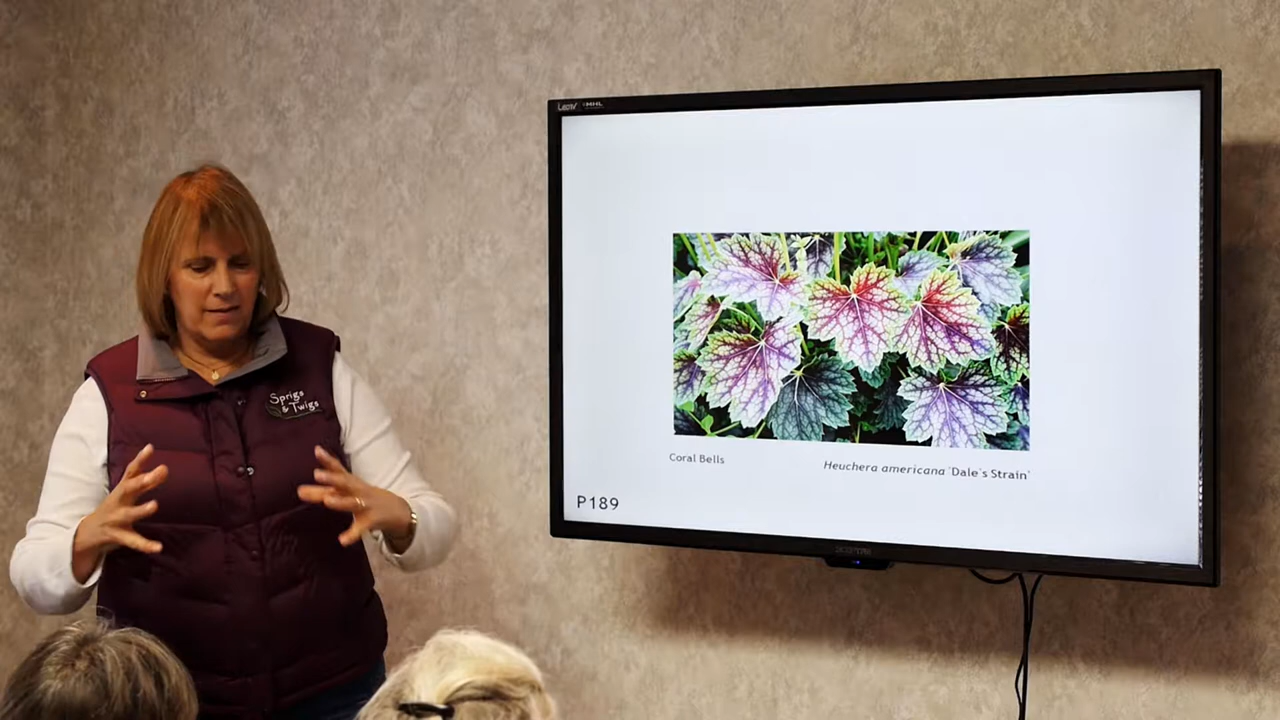 Sprigs
& Twigs
Coral Bells
Heuchera americana 'Dale's Strain'
P189